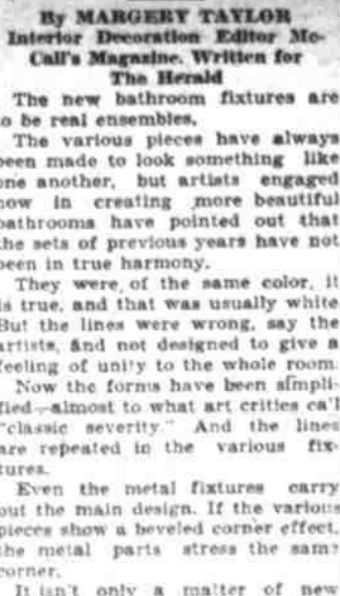 By MARGERY TAYLOR
Interior Decoration Editor Mc-
Call's Magazine. Written for
The Herald
The new bathroom fixtures are
to be real ensembles.
The various pieces have always
been made to look something like
one another, but artists engaged
now in creating more beautiful
bathrooms have pointed out that
the sets of previous years have not
been in true harmony.
They were of the same color, it
is true, and that was usually white.
But the lines were wrong, say the
artists, and not designed to give a
feeling of unity to the whole room.
Now the forms have been simpli-
fied—almost to what art critics call
"classic severity." And the lines
are repeated in the various fix-
tures.
Even the metal fixtures carry
out the main design. If the various
pieces show a beveled corner effect,
the metal parts stress the same
corner.
It isn't only a matter of new